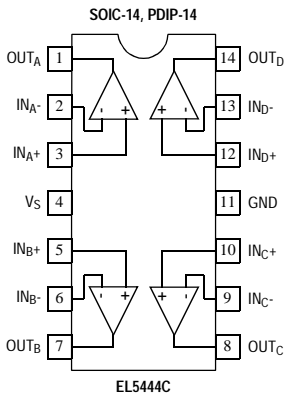 SOIC-14, PDIP-14
OUTA 1 14 OUTD
INA- 2 - + + - 13 IND-
INA+ 3 12 IND+
VS 4 11 GND
INB+ 5 10 INC+
INB- 6 - + + - 9 INC-
OUTB 7 8 OUTC
EL5444C